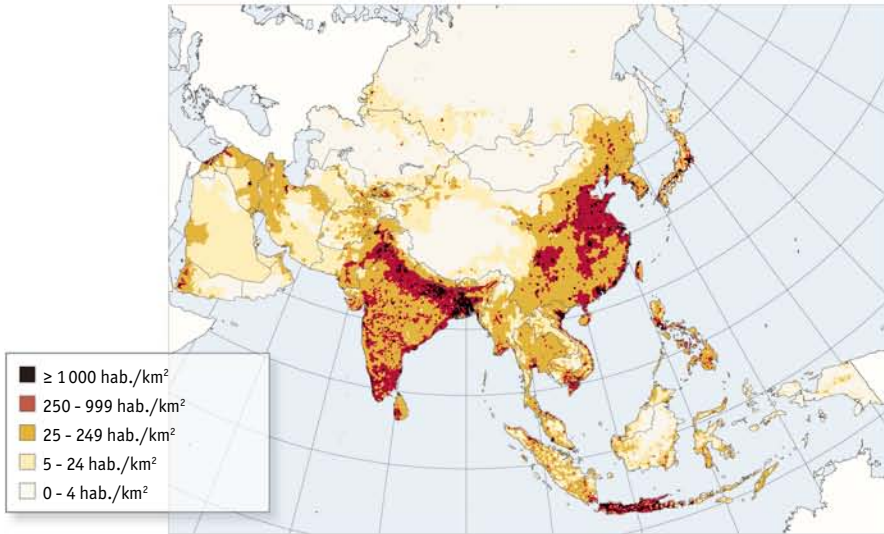 ≥ 1 000 hab./km²
250 - 999 hab./km²
25 - 249 hab./km²
5 - 24 hab./km²
0 - 4 hab./km²